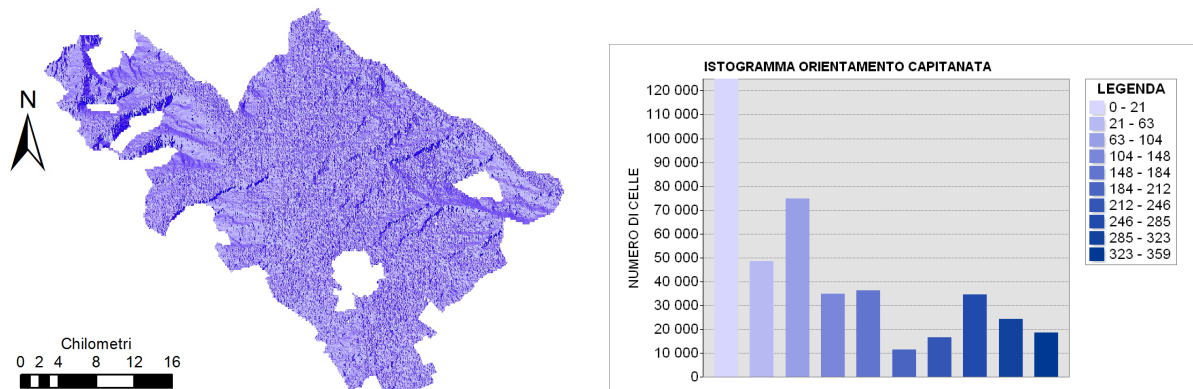 N
Chilometri
0 2 4 8 12 16
ISTOGRAMMA ORIENTAMENTO CAPITANATA
NUMERO DI CELLE
120 000
110 000
100 000
90 000
80 000
70 000
60 000
50 000
40 000
30 000
20 000
10 000
0
LEGENDA
0 - 21
21 - 63
63 - 104
104 - 148
148 - 184
184 - 212
212 - 246
246 - 285
285 - 323
323 - 359